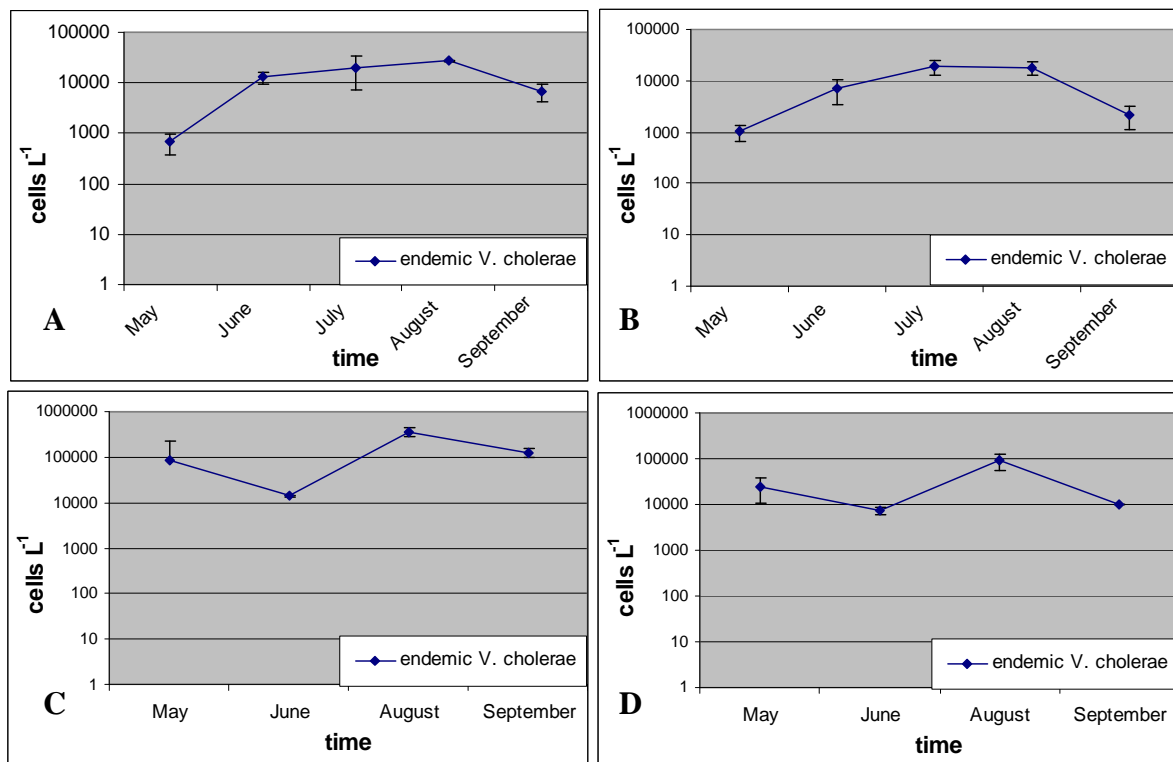 100000
10000
1000
100
10
1
cells L⁻¹
endemic V. cholerae
May
June
July
August
September
time
A
100000
10000
1000
100
10
1
cells L⁻¹
endemic V. cholerae
May
June
July
August
September
time
B
1000000
100000
10000
1000
100
10
1
cells L⁻¹
endemic V. cholerae
May June August September
time
C
1000000
100000
10000
1000
100
10
1
cells L⁻¹
endemic V. cholerae
May June August September
time
D